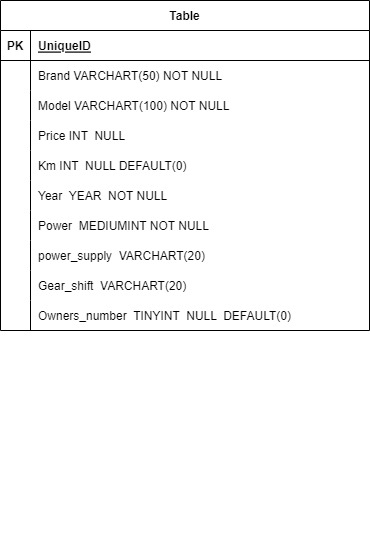 Table
PK UniqueID
Brand VARCHART(50) NOT NULL
Model VARCHART(100) NOT NULL
Price INT  NULL
Km INT  NULL DEFAULT(0)
Year  YEAR  NOT NULL
Power  MEDIUMINT NOT NULL
power_supply  VARCHART(20)
Gear_shift  VARCHART(20)
Owners_number  TINYINT  NULL  DEFAULT(0)